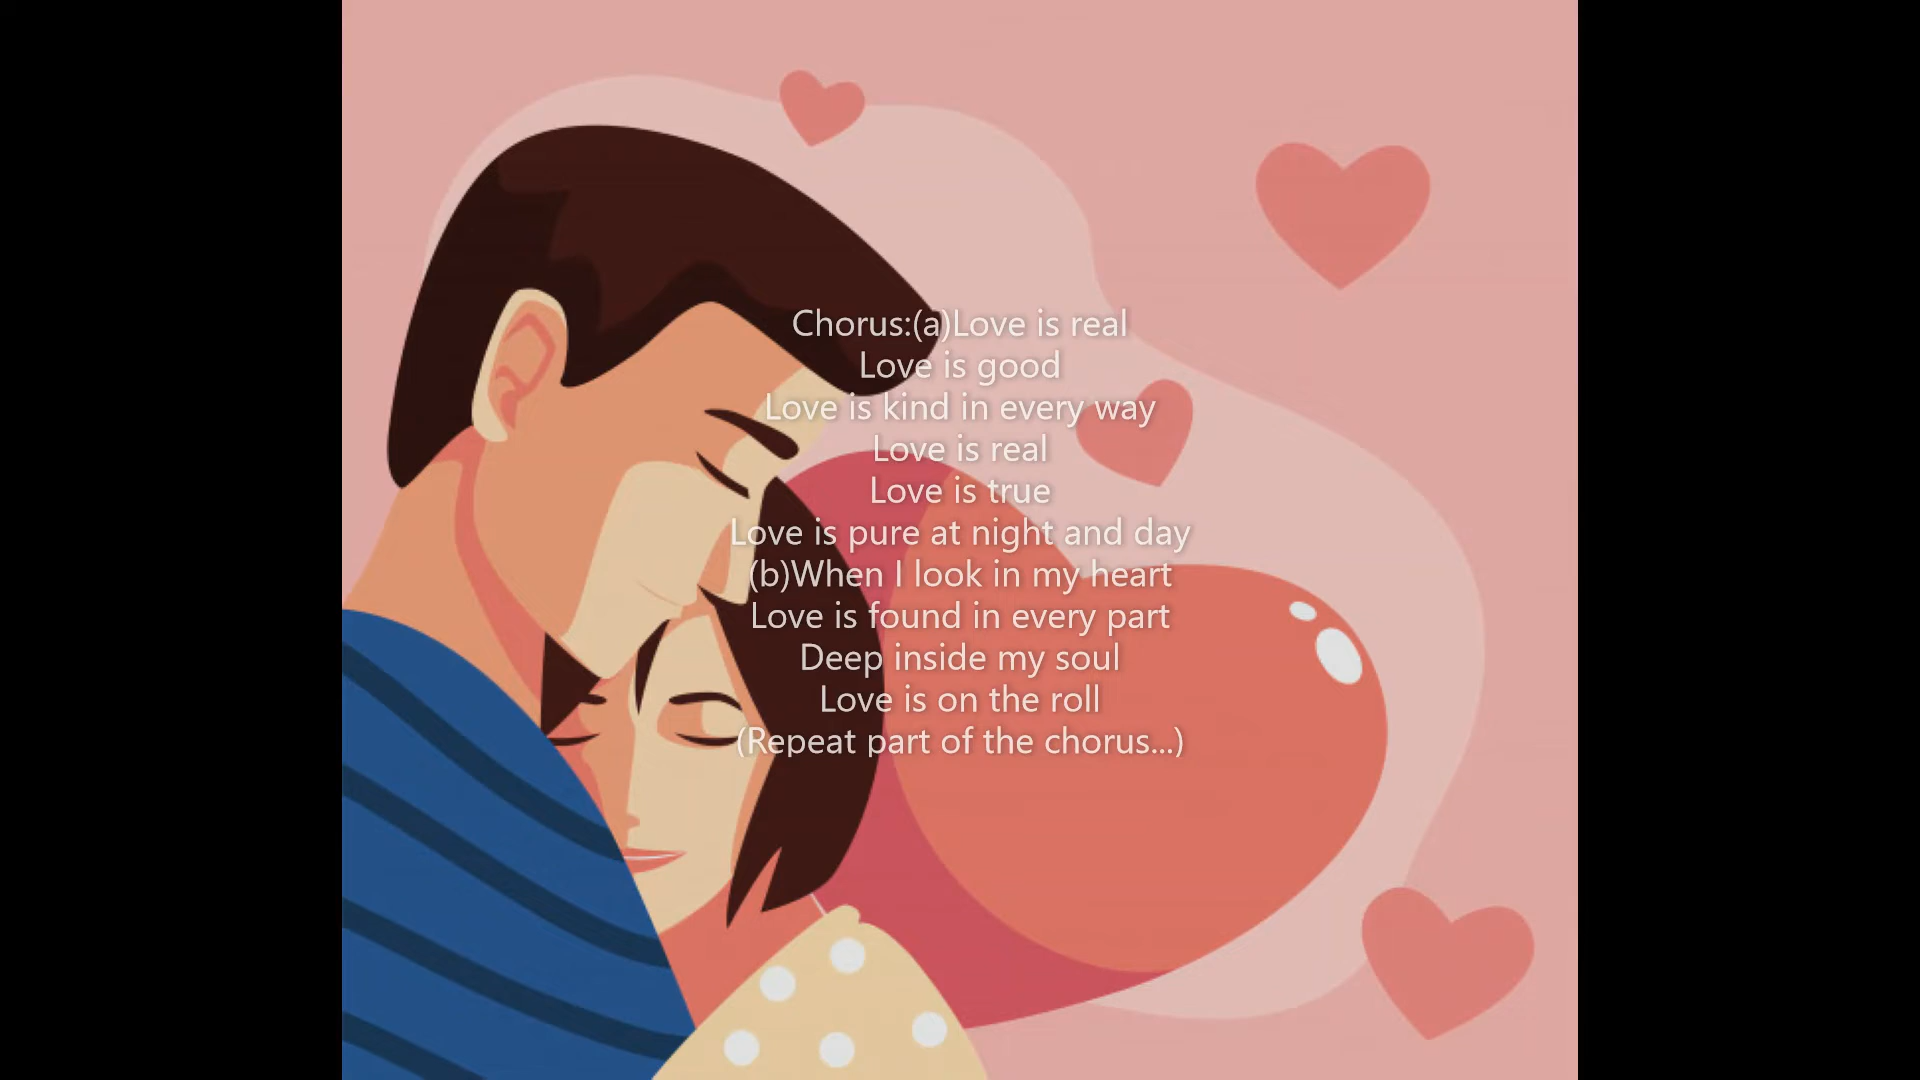 Chorus:(a)Love is real
Love is good
Love is kind in every way
Love is real
Love is true
Love is pure at night and day
(b)When I look in my heart
Love is found in every part
Deep inside my soul
Love is on the roll
(Repeat part of the chorus...)